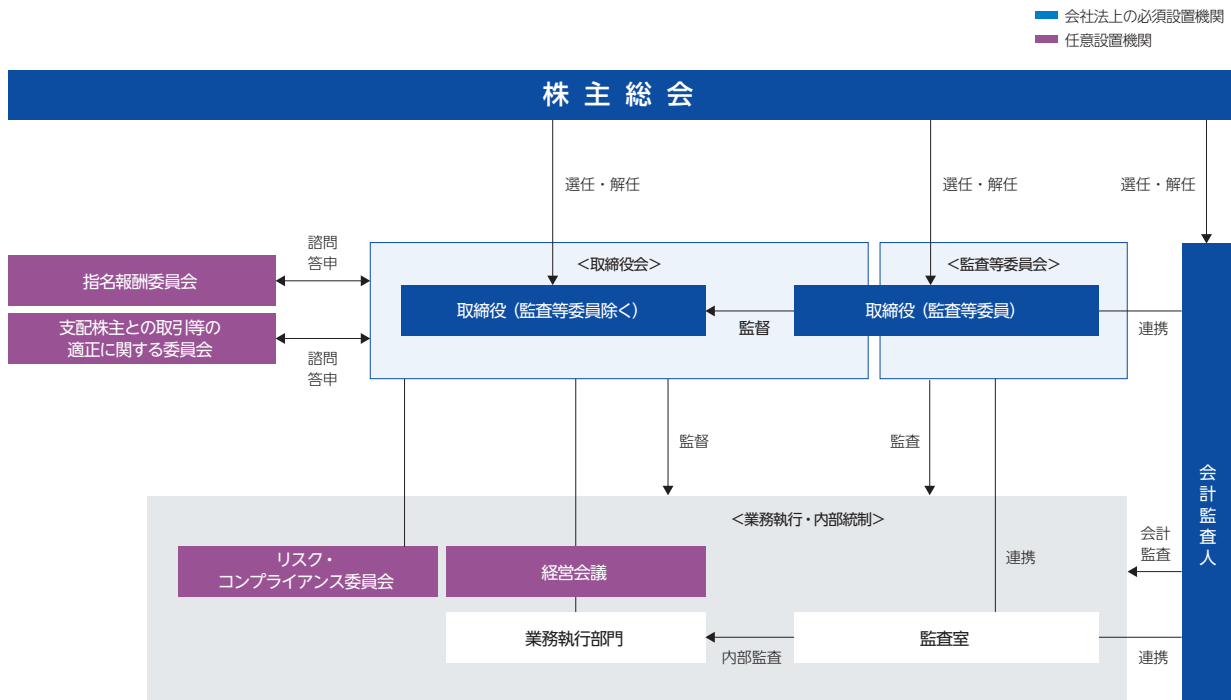 会社法上の必須設置機関
任意設置機関
株主総会
選任・解任
選任・解任
選任・解任
諮問
答申
指名報酬委員会
支配株主との取引等の
適正に関する委員会
諮問
答申
＜取締役会＞
＜監査等委員会＞
取締役（監査等委員除く）
監督
取締役（監査等委員）
連携
監督
監査
会計監査人
＜業務執行・内部統制＞
会計
監査
リスク・
コンプライアンス委員会
経営会議
連携
業務執行部門
内部監査
監査室
連携